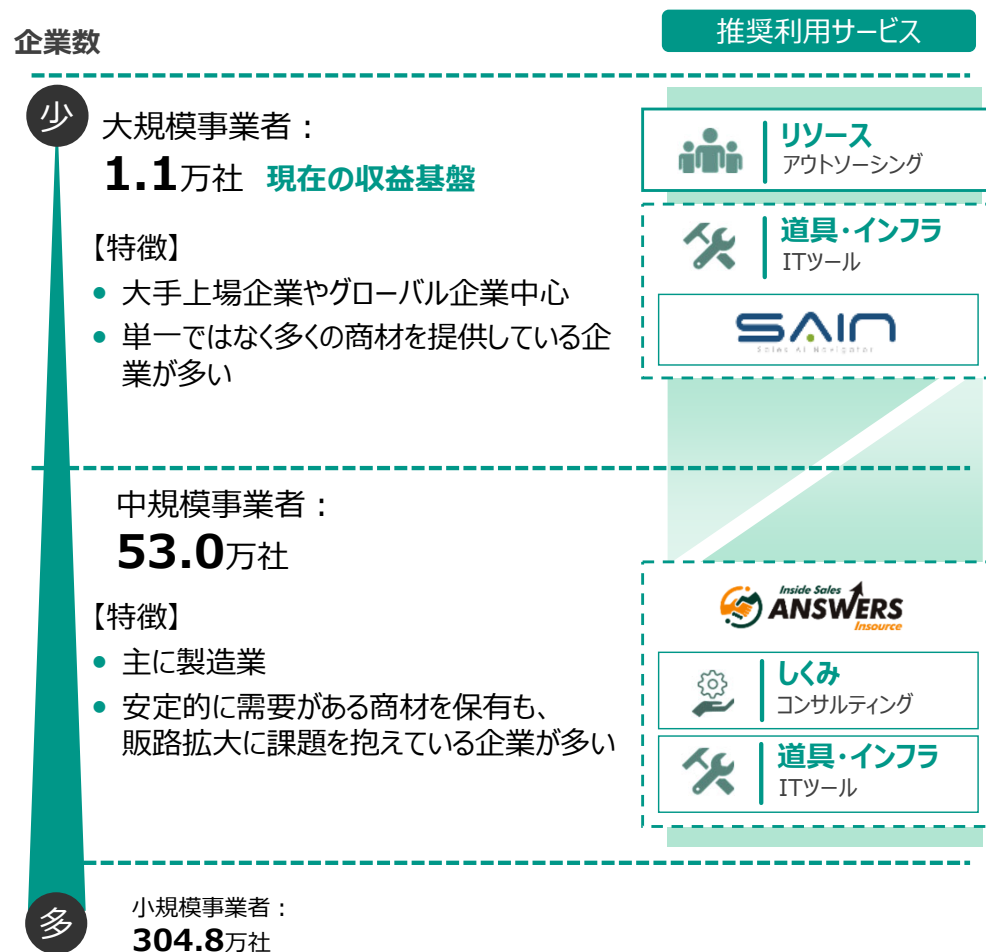 企業数
推奨利用サービス
少
大規模事業者：
1.1万社 現在の収益基盤
【特徴】
• 大手上場企業やグローバル企業中心
• 単一ではなく多くの商材を提供している企
業が多い
リソース
アウトソーシング
道具・インフラ
ITツール
SAIN
Sales AI Navigator
中規模事業者：
53.0万社
【特徴】
• 主に製造業
• 安定的に需要がある商材を保有も、
販路拡大に課題を抱えている企業が多い
Inside Sales
ANSWERS
Insource
しくみ
コンサルティング
道具・インフラ
ITツール
多
小規模事業者：
304.8万社